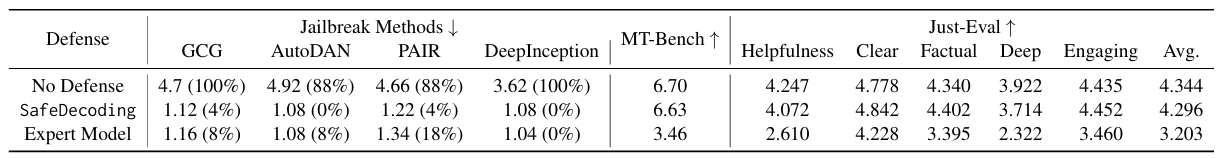 Defense Jailbreak Methods ↓ MT-Bench ↑ Just-Eval ↑
GCG AutoDAN PAIR DeepInception Helpfulness Clear Factual Deep Engaging Avg.
No Defense 4.7 (100%) 4.92 (88%) 4.66 (88%) 3.62 (100%) 6.70 4.247 4.778 4.340 3.922 4.435 4.344
SafeDecoding 1.12 (4%) 1.08 (0%) 1.22 (4%) 1.08 (0%) 6.63 4.072 4.842 4.402 3.714 4.452 4.296
Expert Model 1.16 (8%) 1.08 (8%) 1.34 (18%) 1.04 (0%) 3.46 2.610 4.228 3.395 2.322 3.460 3.203